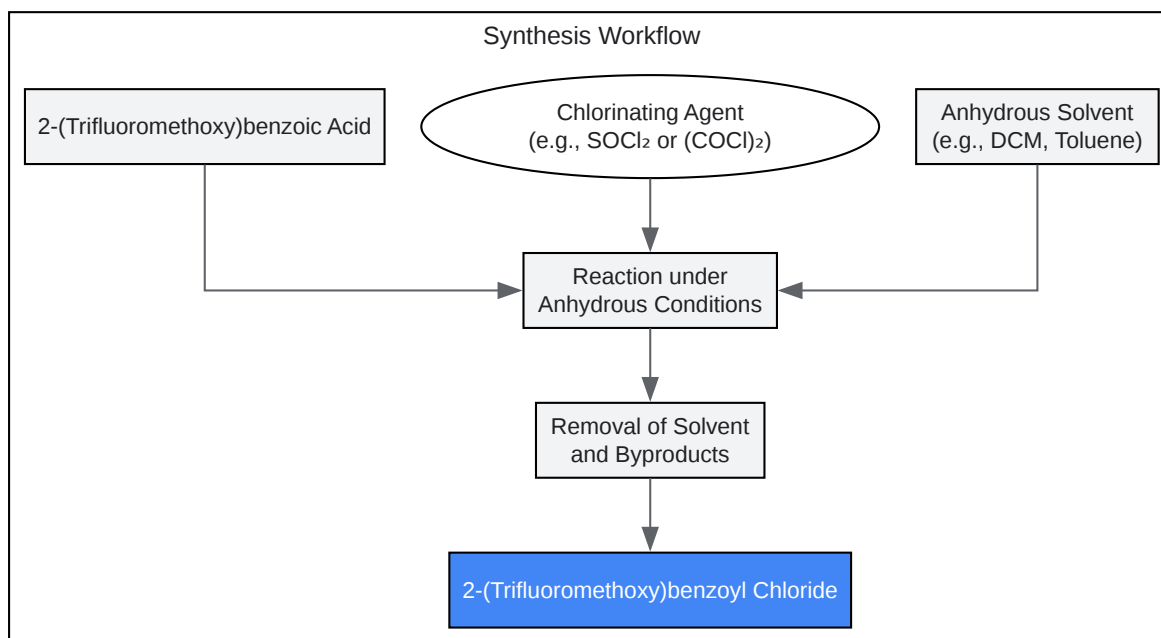 Synthesis Workflow
2-(Trifluoromethoxy)benzoic Acid
Chlorinating Agent
(e.g., SOCl₂ or (COCl)₂)
Anhydrous Solvent
(e.g., DCM, Toluene)
Reaction under
Anhydrous Conditions
Removal of Solvent
and Byproducts
2-(Trifluoromethoxy)benzoyl Chloride